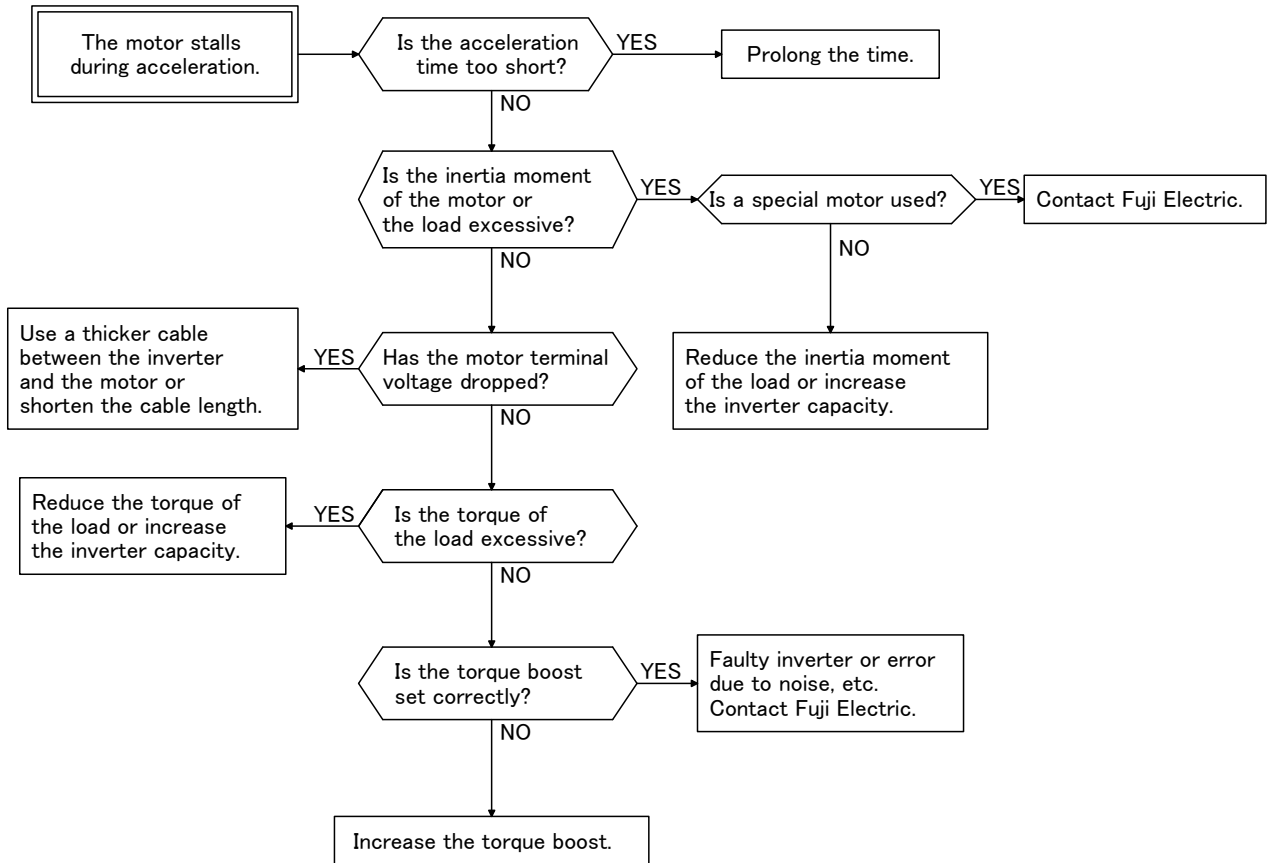 The motor stalls
during acceleration.
Is the acceleration
time too short?
YES
Prolong the time.
NO
Is the inertia moment
of the motor or
the load excessive?
YES
Is a special motor used?
YES
Contact Fuji Electric.
NO
NO
Reduce the inertia moment
of the load or increase
the inverter capacity.
Has the motor terminal
voltage dropped?
YES
Use a thicker cable
between the inverter
and the motor or
shorten the cable length.
NO
Is the torque of
the load excessive?
YES
Reduce the torque of
the load or increase
the inverter capacity.
NO
Is the torque boost
set correctly?
YES
Faulty inverter or error
due to noise, etc.
Contact Fuji Electric.
NO
Increase the torque boost.